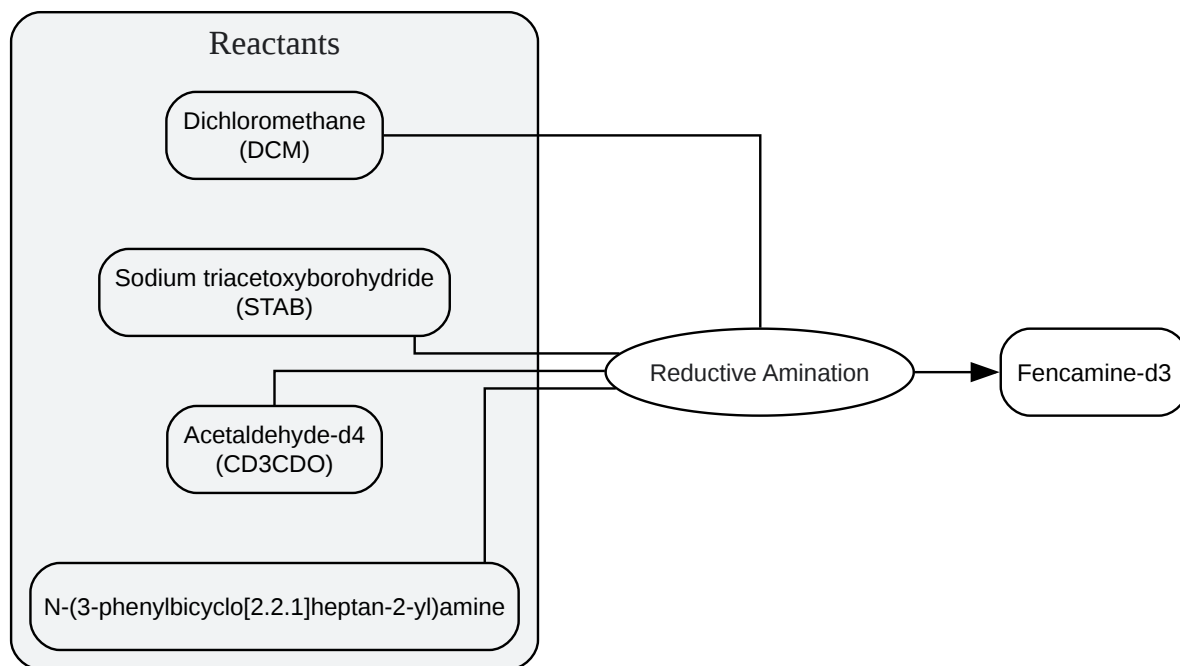 Reactants
Dichloromethane
(DCM)
Sodium triacetoxyborohydride
(STAB)
Reductive Amination
Fencamine-d3
Acetaldehyde-d4
(CD3CDO)
N-(3-phenylbicyclo[2.2.1]heptan-2-yl)amine